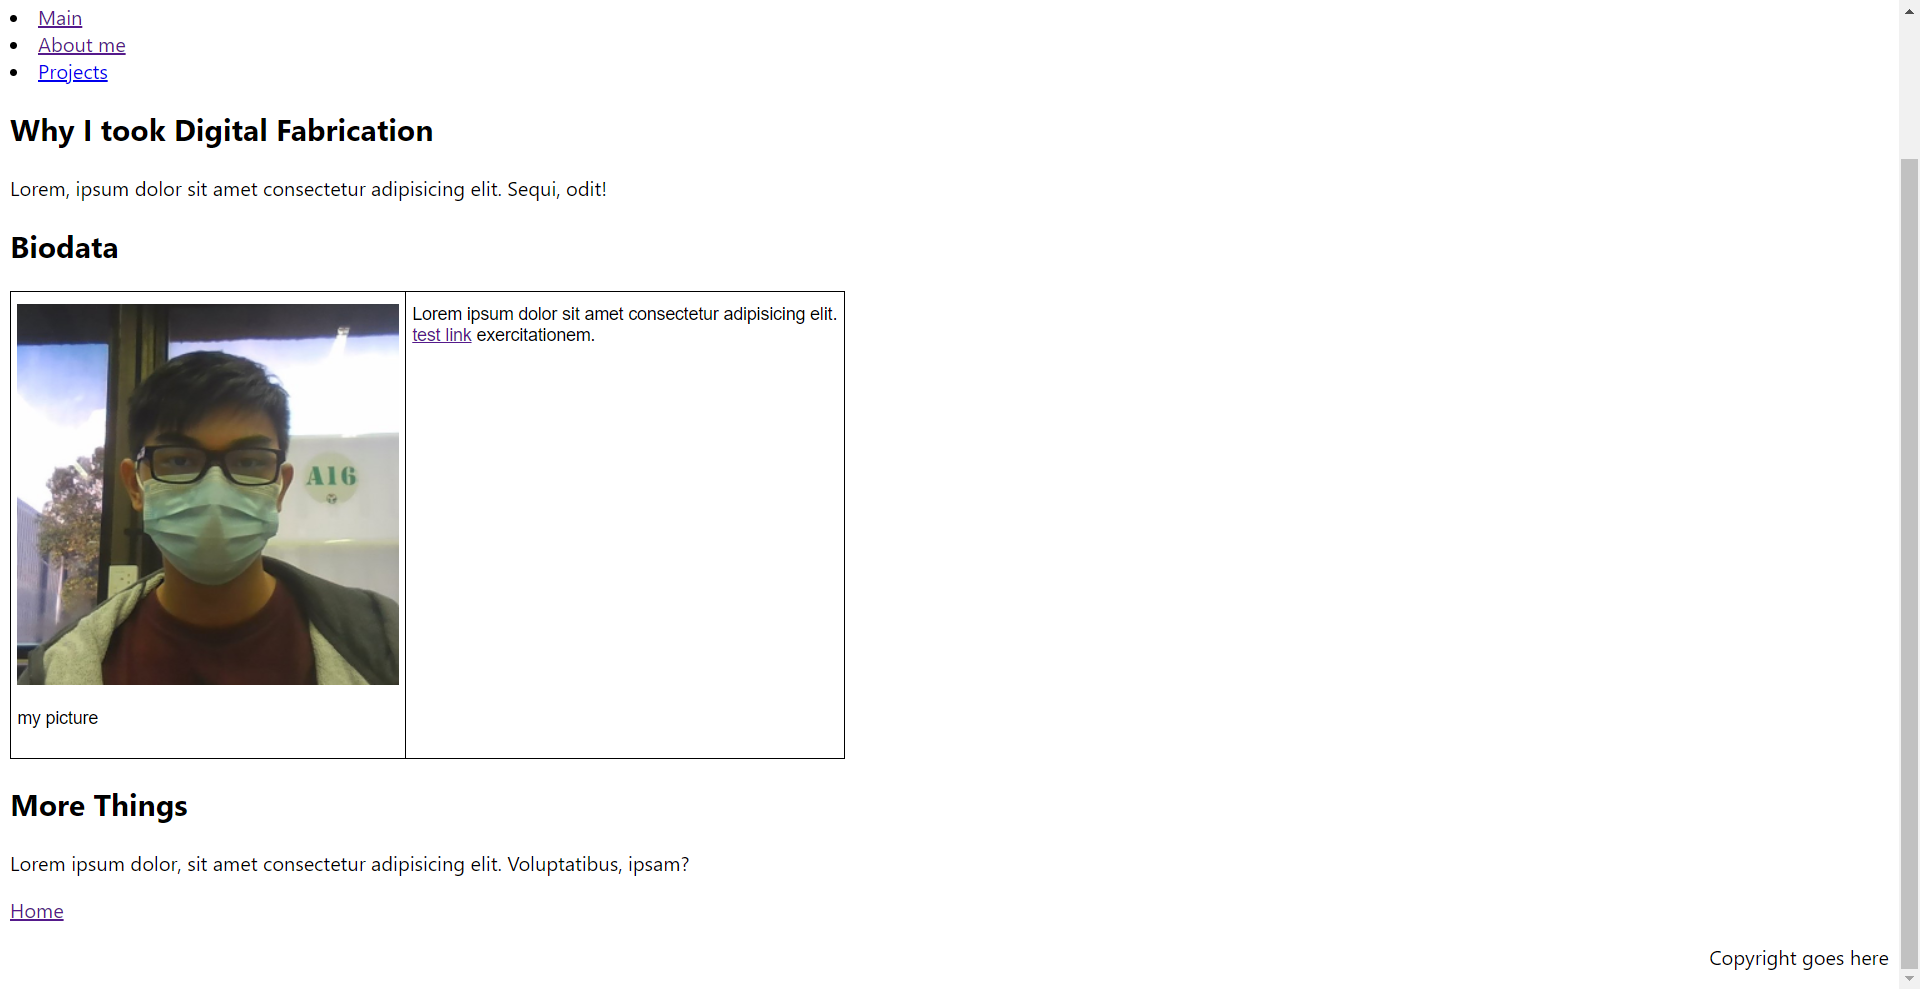 Main
About me
Projects
Why I took Digital Fabrication
Lorem, ipsum dolor sit amet consectetur adipisicing elit. Sequi, odit!
Biodata
A16
my picture
Lorem ipsum dolor sit amet consectetur adipisicing elit.
test link exercitationem.
More Things
Lorem ipsum dolor, sit amet consectetur adipisicing elit. Voluptatibus, ipsam?
Home
Copyright goes here